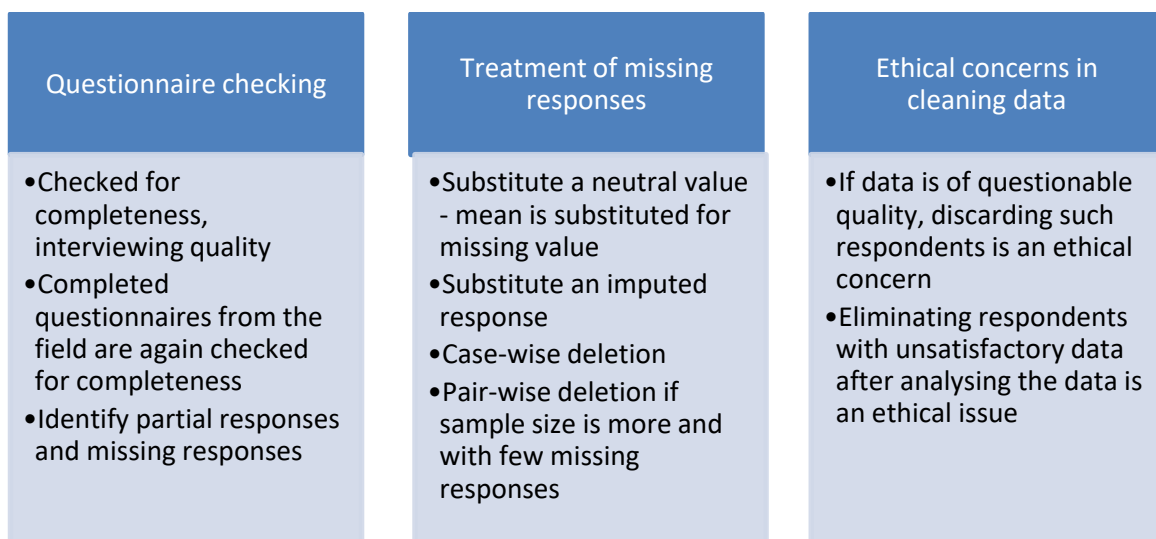 Questionnaire checking
•Checked for
completeness,
interviewing quality
•Completed
questionnaires from the
field are again checked
for completeness
•Identify partial responses
and missing responses
Treatment of missing
responses
•Substitute a neutral value
- mean is substituted for
missing value
•Substitute an imputed
response
•Case-wise deletion
•Pair-wise deletion if
sample size is more and
with few missing
responses
Ethical concerns in
cleaning data
•If data is of questionable
quality, discarding such
respondents is an ethical
concern
•Eliminating respondents
with unsatisfactory data
after analysing the data is
an ethical issue